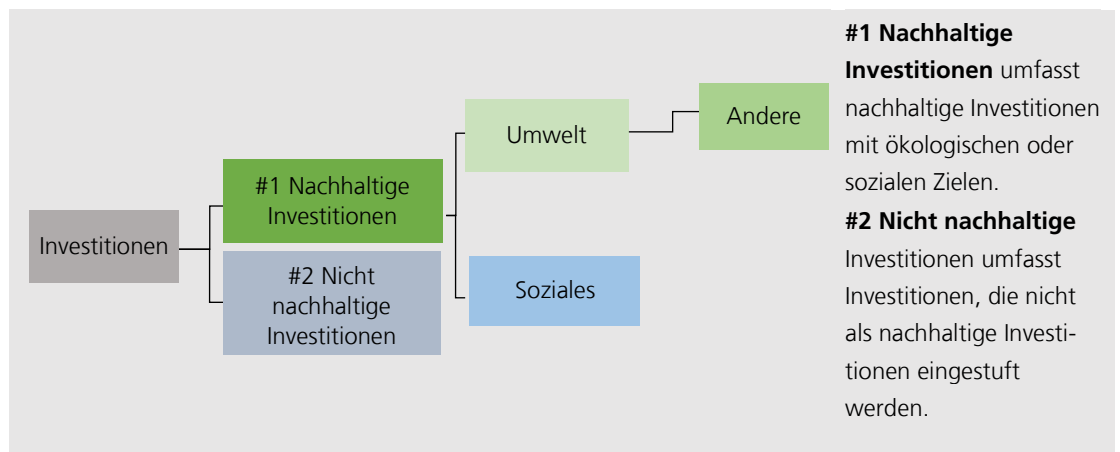 Investitionen
#1 Nachhaltige
Investitionen
#2 Nicht
nachhaltige
Investitionen
Umwelt
Soziales
Andere
#1 Nachhaltige
Investitionen umfasst
nachhaltige Investitionen
mit ökologischen oder
sozialen Zielen.
#2 Nicht nachhaltige
Investitionen umfasst
Investitionen, die nicht
als nachhaltige Investi-
tionen eingestuft
werden.